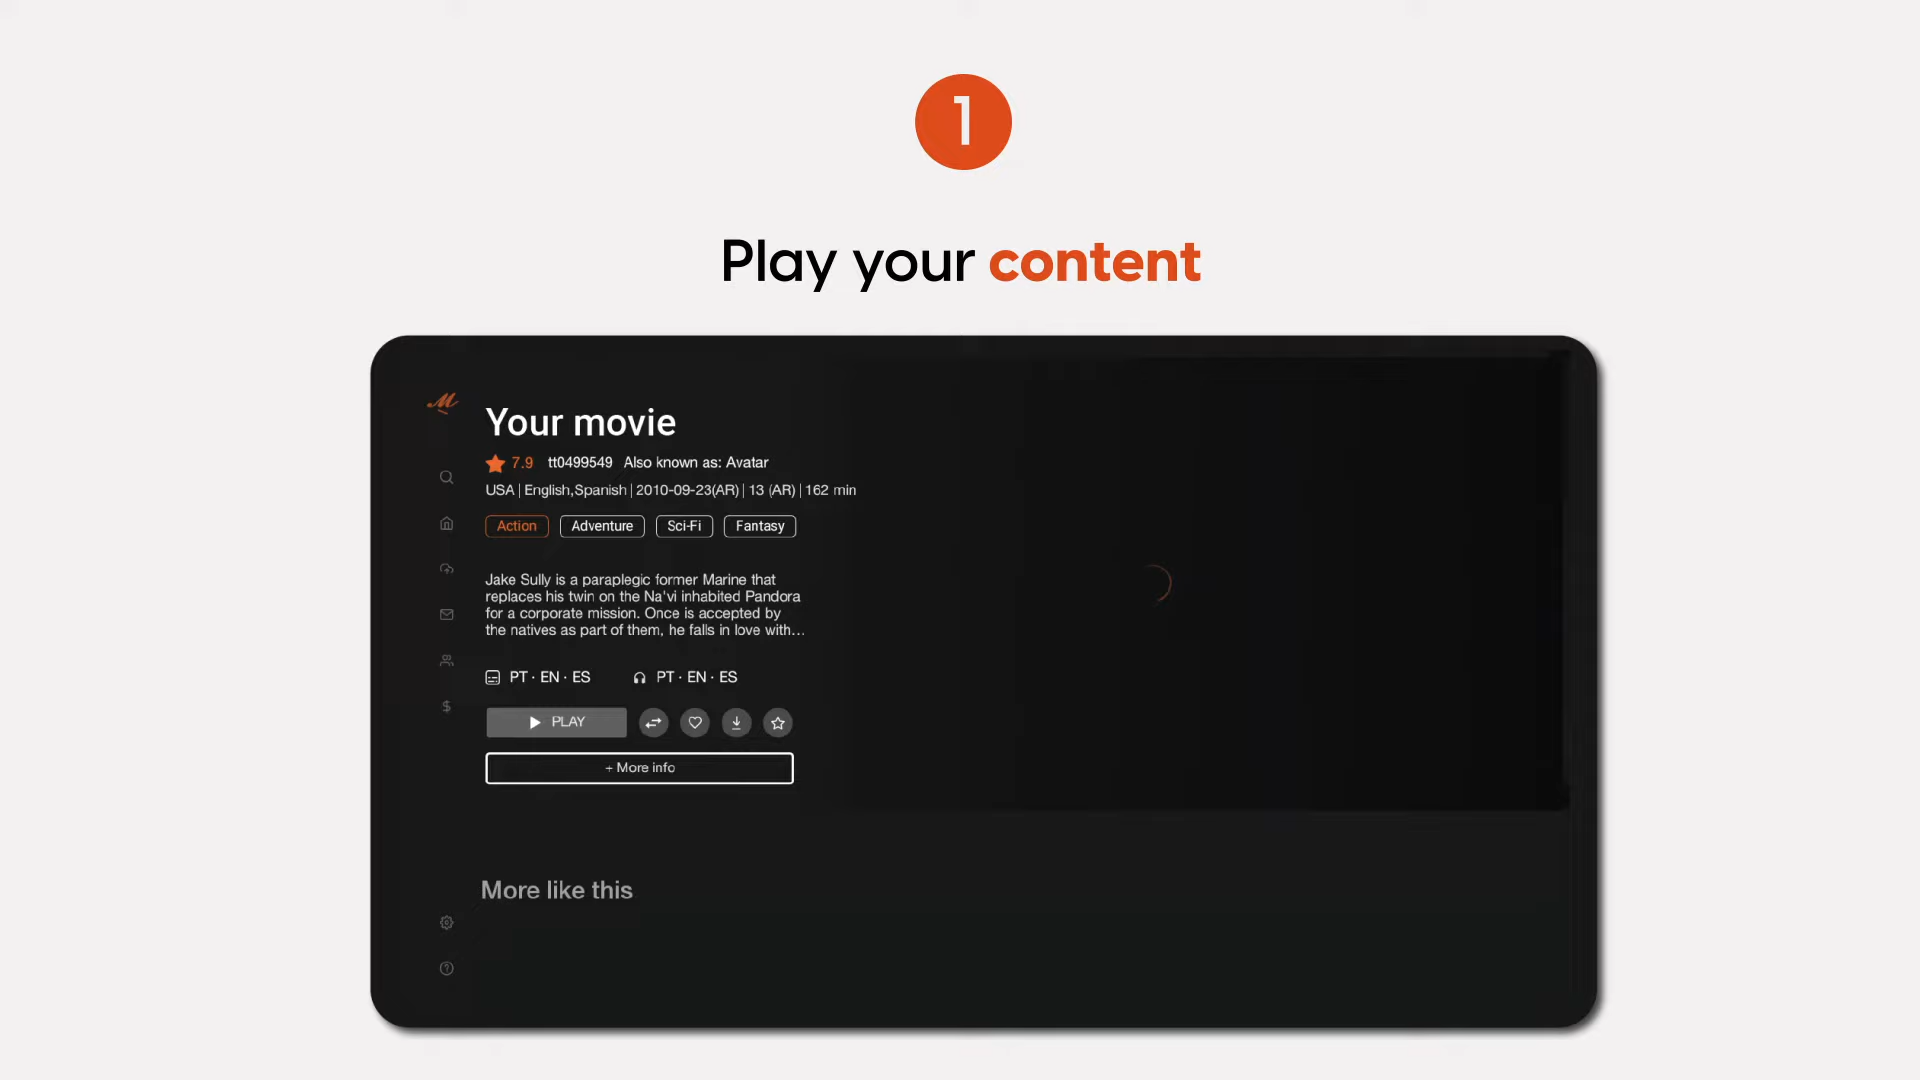 1
Play your content
Your movie
7.9 tt0499549 Also known as: Avatar
USA | English,Spanish | 2010-09-23(AR) | 13 (AR) | 162 min
Action Adventure Sci-Fi Fantasy
Jake Sully is a paraplegic former Marine that
replaces his twin on the Na'vi inhabited Pandora
for a corporate mission. Once is accepted by
the natives as part of them, he falls in love with...
PT · EN · ES PT · EN · ES
PLAY
+ More info
More like this